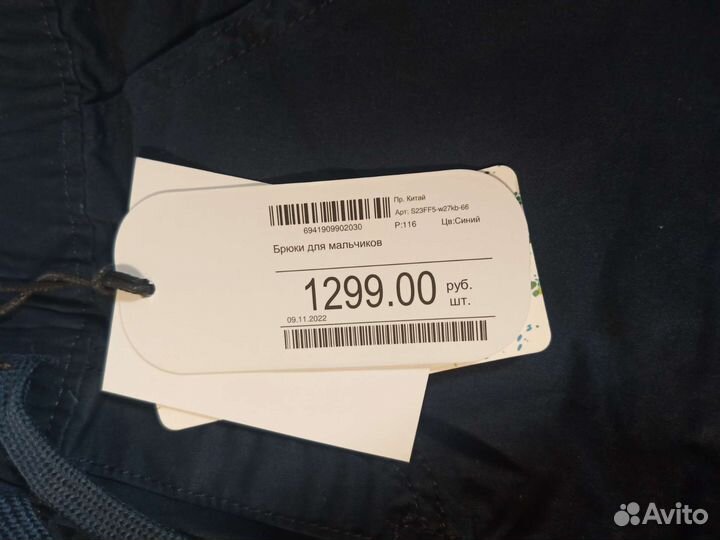 Пр. Китай
Арт: S23FF5-w27kb-66
6941909902030
Р:116 Цв:Синий
Брюки для мальчиков
1299.00 руб.
шт.
09.11.2022
Avito